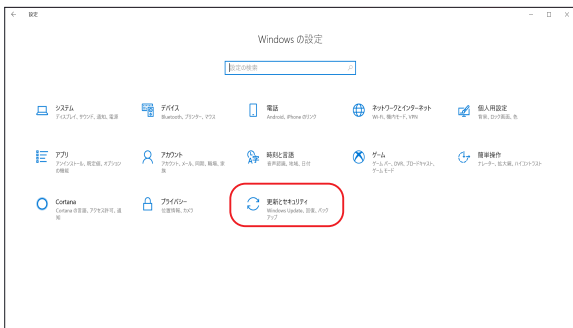 ← 設定
Windows の設定
設定の検索
システム
ディスプレイ、サウンド、通知、電源
デバイス
Bluetooth、プリンター、マウス
電話
Android、iPhone のリンク
ネットワークとインターネット
Wi-Fi、機内モード、VPN
個人用設定
背景、ロック画面、色
アプリ
アンインストール、既定値、オプション
の機能
アカウント
アカウント、メール、同期、職場、家
族
時刻と言語
音声認識、地域、日付
ゲーム
ゲーム バー、DVR、ブロードキャスト、
ゲーム モード
簡単操作
ナレーター、拡大鏡、ハイコントラスト
Cortana
Cortana の言語、アクセス許可、通
知
プライバシー
位置情報、カメラ
更新とセキュリティ
Windows Update、回復、バック
アップ